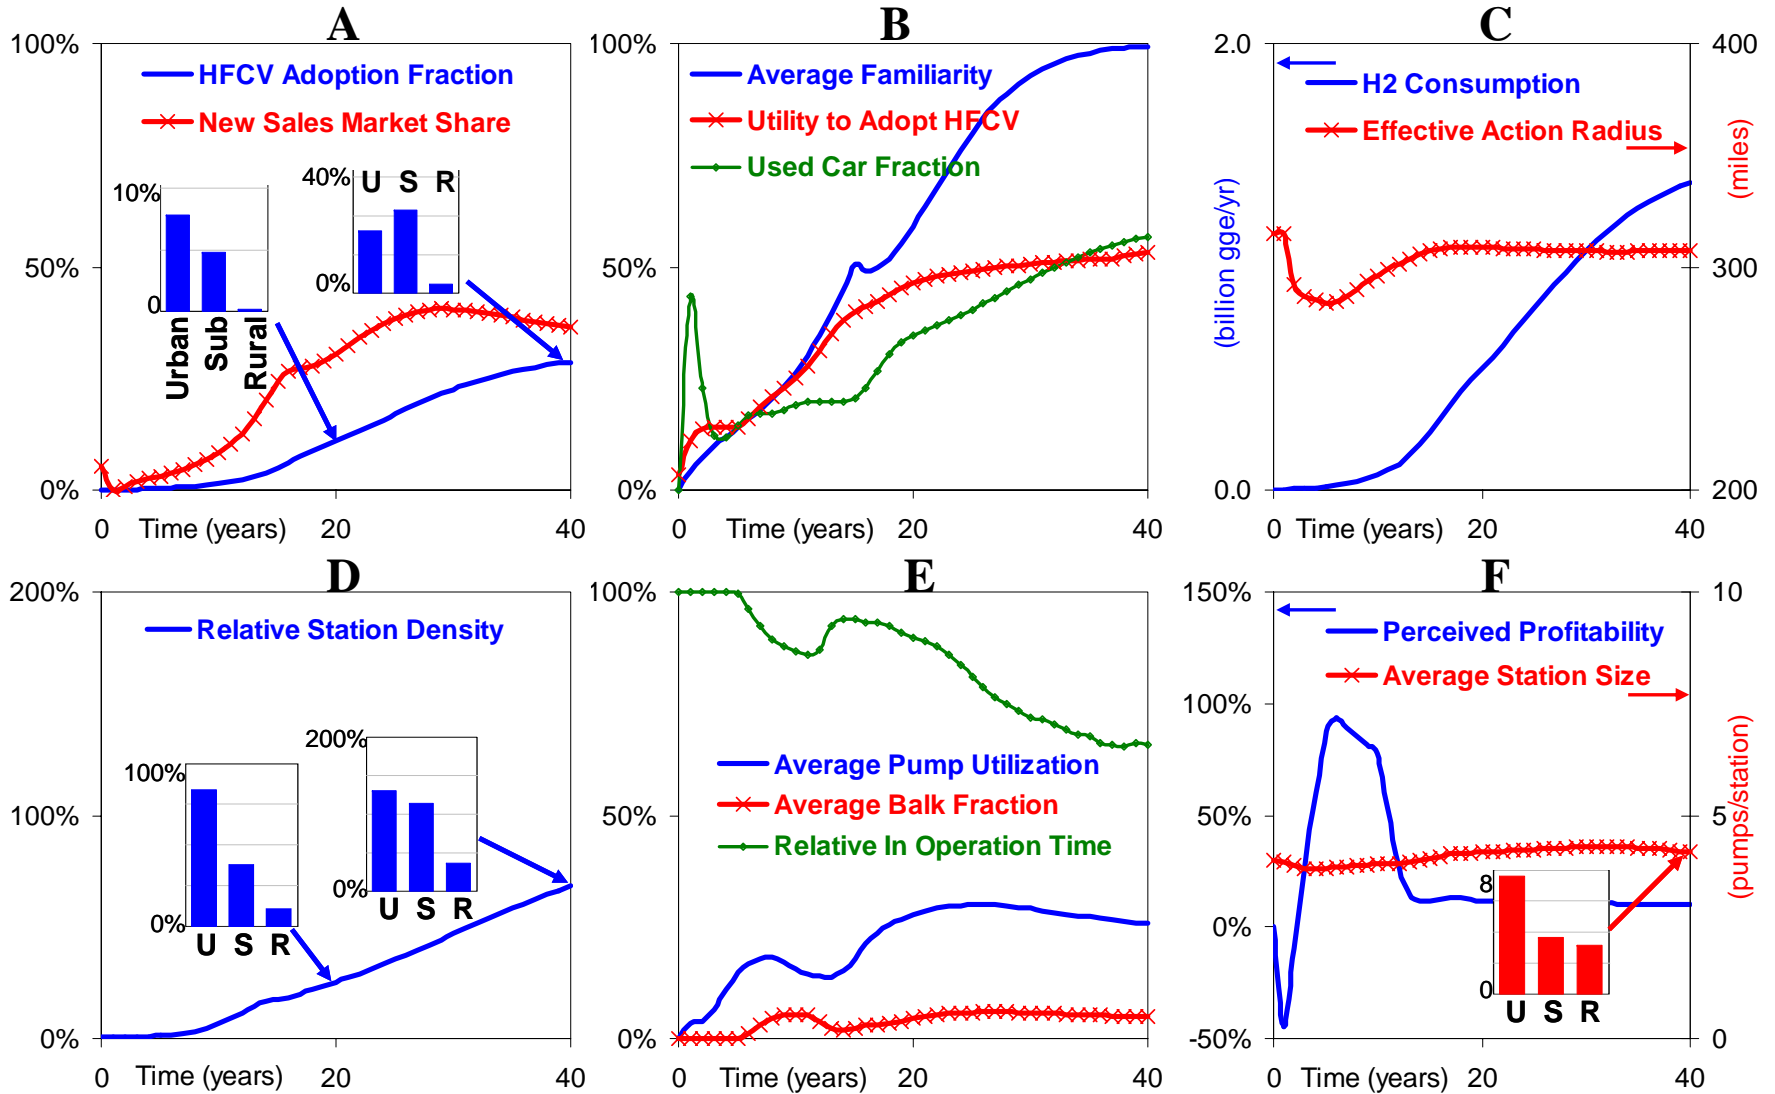 A
100%
HFCV Adoption Fraction
New Sales Market Share
10%
0
Urban
Sub
Rural
40%
U S R
0%
50%
0%
0 Time (years) 20 40
B
100%
Average Familiarity
Utility to Adopt HFCV
Used Car Fraction
50%
0%
0 Time (years) 20 40
C
2.0
400
H2 Consumption
Effective Action Radius
(billion gge/yr)
(miles)
300
0.0
200
0 Time (years) 20 40
D
200%
Relative Station Density
100%
0%
U S R
200%
0%
U S R
100%
0%
0 Time (years) 20 40
E
100%
Average Pump Utilization
Average Balk Fraction
Relative In Operation Time
50%
0%
0 Time (years) 20 40
F
150%
10
Perceived Profitability
Average Station Size
100%
50%
5
(pumps/station)
8
0
U S R
0%
-50%
0
0 Time (years) 20 40